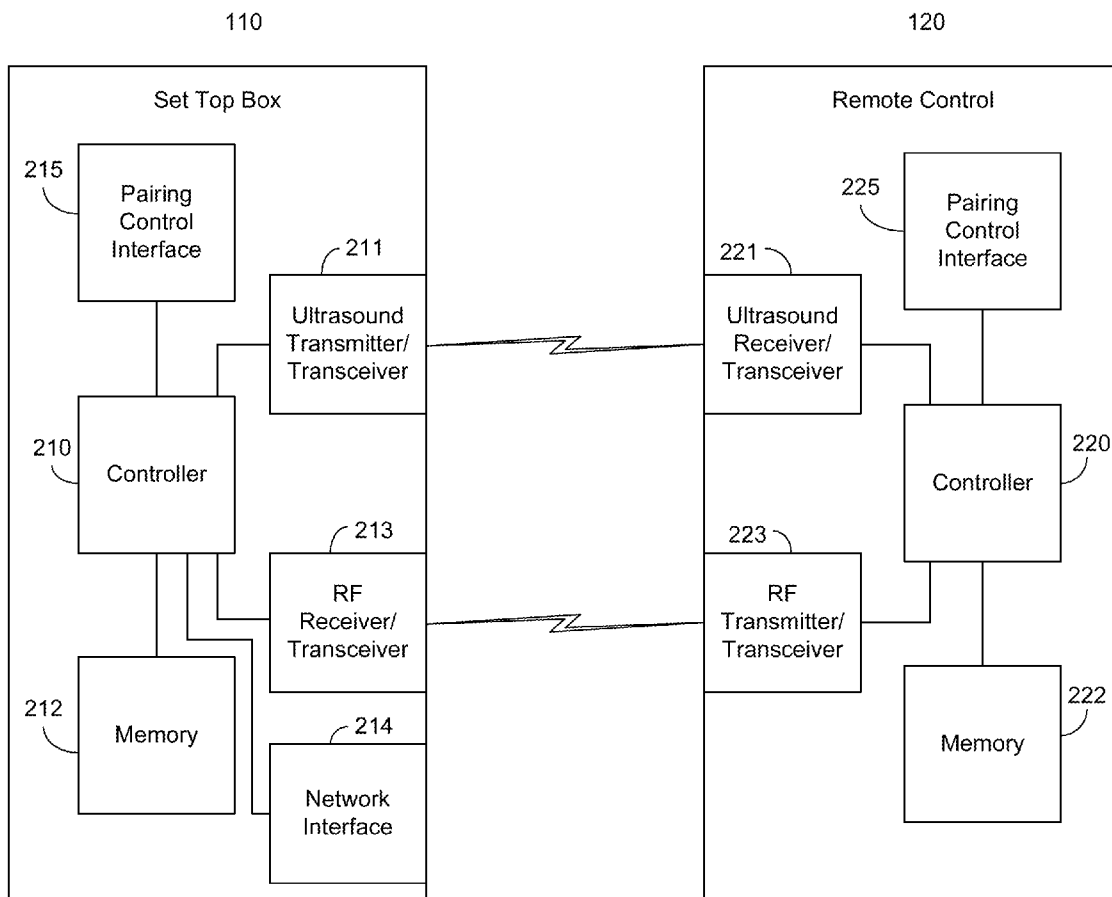 110
120
Set Top Box
Remote Control
215
Pairing
Control
Interface
225
Pairing
Control
Interface
211
Ultrasound
Transmitter/
Transceiver
221
Ultrasound
Receiver/
Transceiver
210
Controller
220
Controller
213
RF
Receiver/
Transceiver
223
RF
Transmitter/
Transceiver
212
Memory
222
Memory
214
Network
Interface